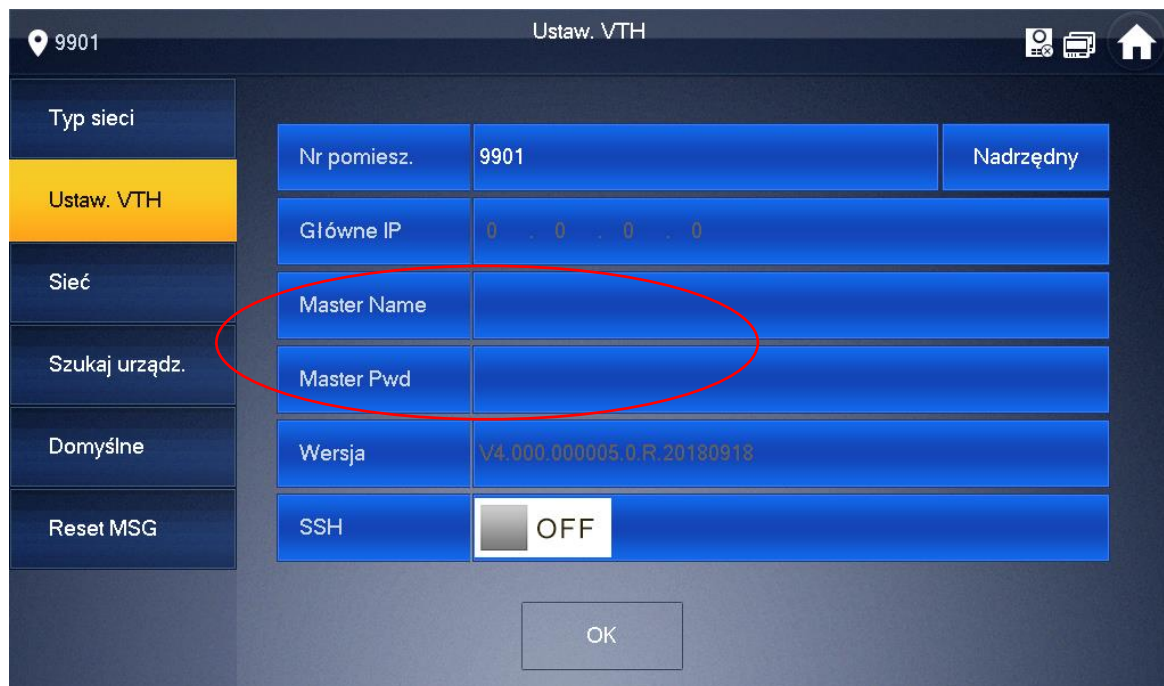 9901
Ustaw. VTH
Typ sieci
Ustaw. VTH
Sieć
Szukaj urządz.
Domyślne
Reset MSG
Nr pomiesz. 9901 Nadrzędny
Główne IP 0 . 0 . 0 . 0
Master Name
Master Pwd
Wersja V4.000.000005.0.R.20180918
SSH OFF
OK